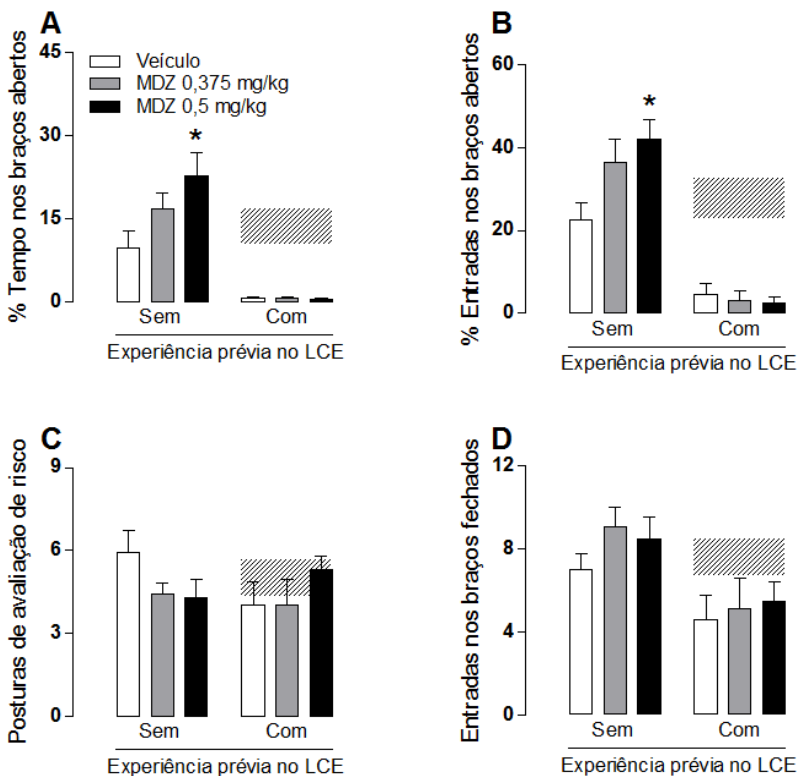 A
% Tempo nos braços abertos
45
30
15
0
Veículo
MDZ 0,375 mg/kg
MDZ 0,5 mg/kg
*
Sem
Com
Experiência prévia no LCE
B
% Entradas nos braços abertos
60
40
20
0
*
Sem
Com
Experiência prévia no LCE
C
Posturas de avaliação de risco
9
6
3
0
Sem
Com
Experiência prévia no LCE
D
Entradas nos braços fechados
12
8
4
0
Sem
Com
Experiência prévia no LCE